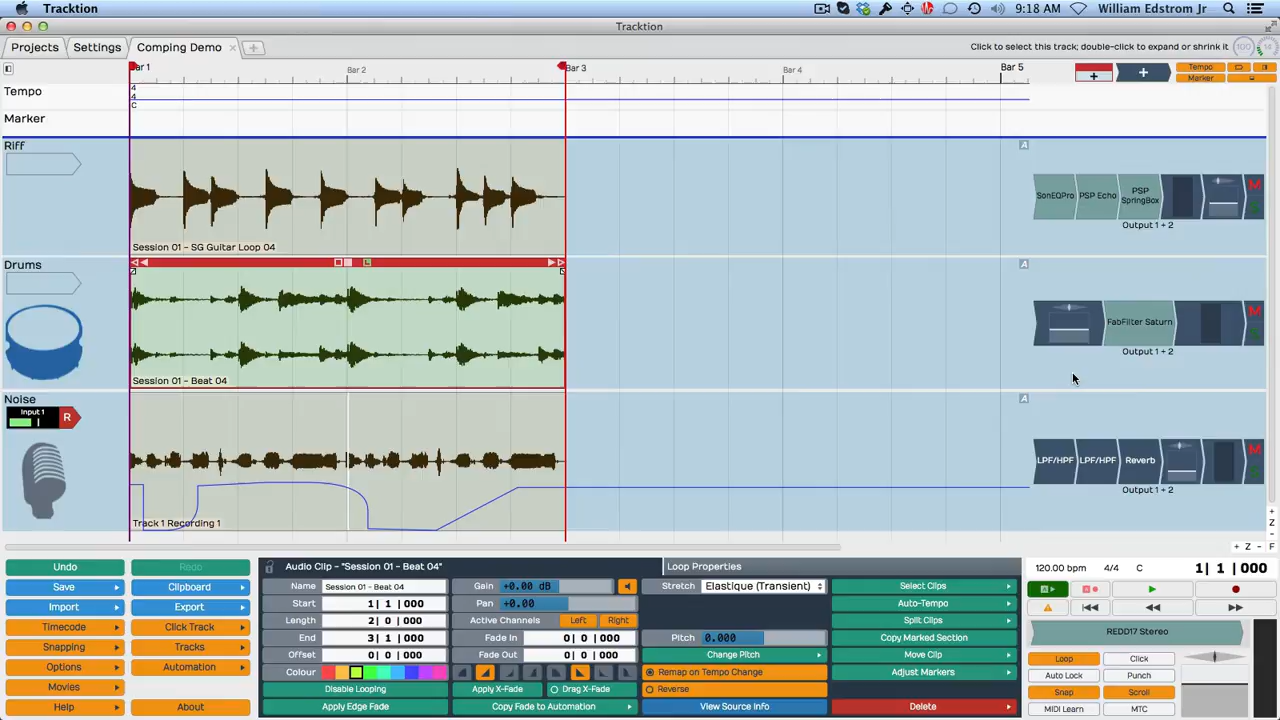 Tracktion 9:18 AM William Edstrom Jr
Tracktion
Projects Settings Comping Demo Click to select this track; double-click to expand or shrink it
Bar 1 Bar 2 Bar 3 Bar 4 Bar 5 Tempo
Marker
Tempo 4
4
C
Marker
Riff A
SonEQPro PSP Echo PSP SpringBox M
Output 1 + 2
Session 01 - SG Guitar Loop 04
Drums A
FabFilter Saturn M
Output 1 + 2
Session 01 - Beat 04
Noise A
Input 1 R
LPF/HPF LPF/HPF Reverb M
Output 1 + 2
Track 1 Recording 1
+ Z -
+ Z - F
Undo Redo Audio Clip - "Session 01 - Beat 04" Loop Properties 120.00 bpm 4/4 C 1| 1 |000
Save Clipboard Name Session 01 - Beat 04 Gain +0.00 dB Stretch Elastique (Transient) Select Clips
Import Export Start 1| 1 |000 Pan +0.00 Auto-Tempo
Timecode Click Track Length 2| 0 |000 Active Channels Left Right Split Clips
Snapping Tracks End 3| 1 |000 Fade In 0| 0 |000 Pitch 0.000 Copy Marked Section REDD17 Stereo
Options Automation Offset 0| 0 |000 Fade Out 0| 0 |000 Change Pitch Move Clip Loop Click
Colour Remap on Tempo Change Adjust Markers Auto Lock Punch
Movies Disable Looping Apply X-Fade Drag X-Fade Reverse Snap Scroll
Help About Apply Edge Fade Copy Fade to Automation View Source Info Delete MIDI Learn MTC